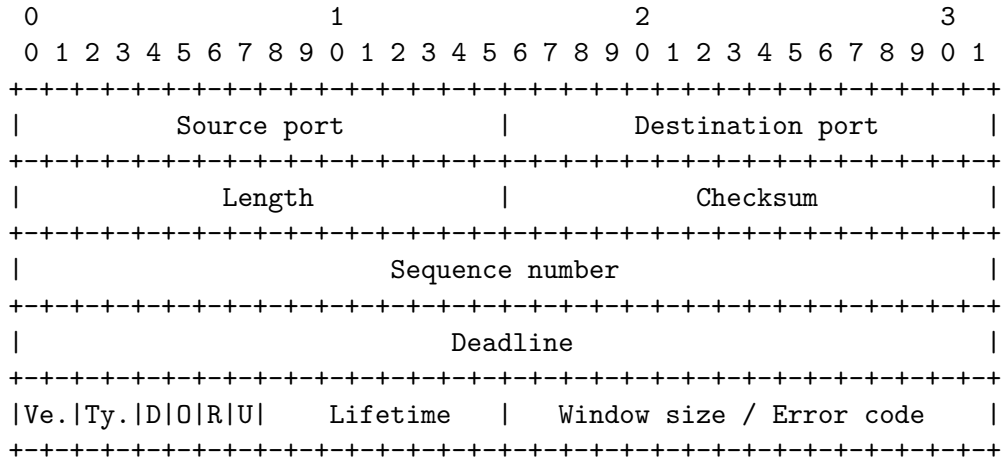 0                   1                   2                   3
0 1 2 3 4 5 6 7 8 9 0 1 2 3 4 5 6 7 8 9 0 1 2 3 4 5 6 7 8 9 0 1
+-+-+-+-+-+-+-+-+-+-+-+-+-+-+-+-+-+-+-+-+-+-+-+-+-+-+-+-+-+-+-+-+
|          Source port          |        Destination port       |
+-+-+-+-+-+-+-+-+-+-+-+-+-+-+-+-+-+-+-+-+-+-+-+-+-+-+-+-+-+-+-+-+
|             Length            |            Checksum           |
+-+-+-+-+-+-+-+-+-+-+-+-+-+-+-+-+-+-+-+-+-+-+-+-+-+-+-+-+-+-+-+-+
|                        Sequence number                        |
+-+-+-+-+-+-+-+-+-+-+-+-+-+-+-+-+-+-+-+-+-+-+-+-+-+-+-+-+-+-+-+-+
|                            Deadline                           |
+-+-+-+-+-+-+-+-+-+-+-+-+-+-+-+-+-+-+-+-+-+-+-+-+-+-+-+-+-+-+-+-+
|Ve.|Ty.|D|O|R|U|    Lifetime   |   Window size / Error code    |
+-+-+-+-+-+-+-+-+-+-+-+-+-+-+-+-+-+-+-+-+-+-+-+-+-+-+-+-+-+-+-+-+